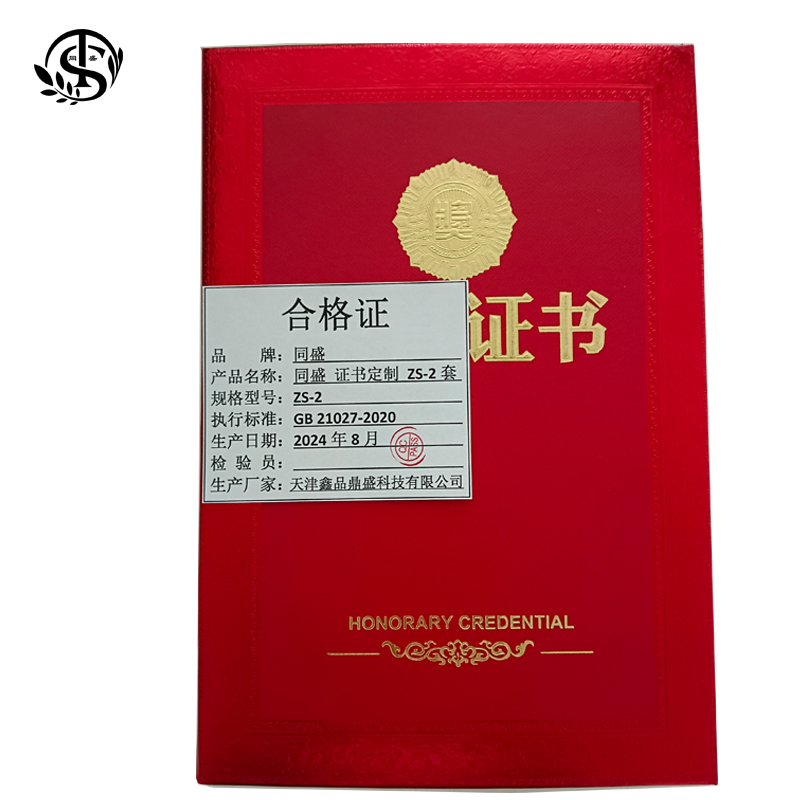 同 盛
奖
证书
合格证
品 牌：同盛
产品名称：同盛 证书定制 ZS-2 套
规格型号：ZS-2
执行标准：GB 21027-2020
生产日期：2024 年 8 月
检 验 员：
生产厂家：天津鑫品鼎盛科技有限公司
HONORARY CREDENTIAL